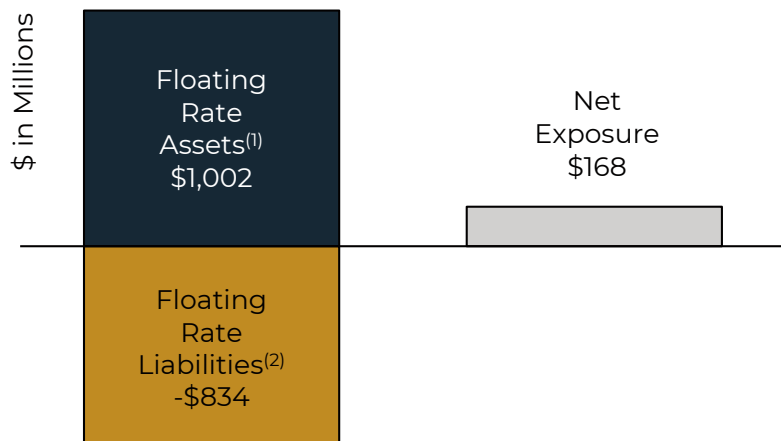 $ in Millions
Floating
Rate
Assets(1)
$1,002
Net
Exposure
$168
Floating
Rate
Liabilities(2)
-$834